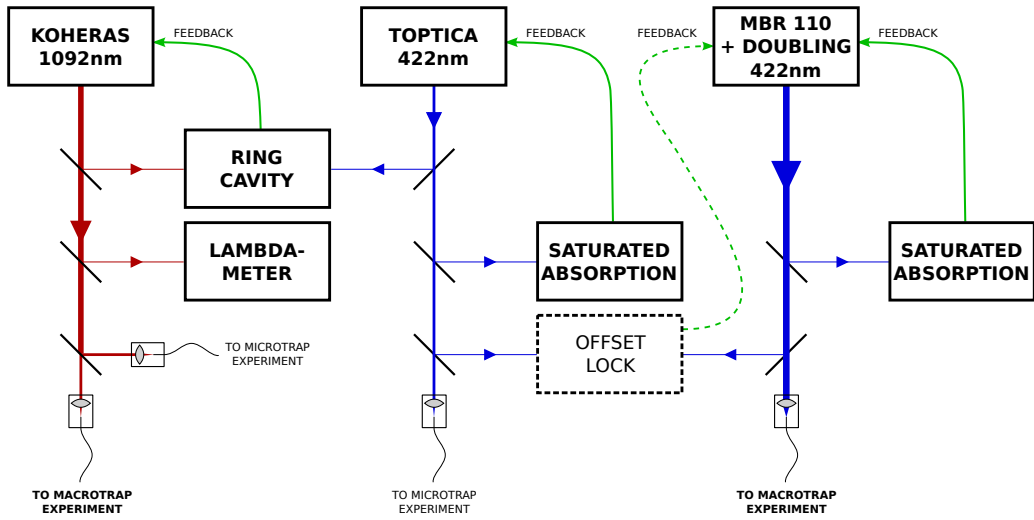 KOHERAS
1092nm
FEEDBACK
TOPTICA
422nm
FEEDBACK
FEEDBACK
MBR 110
+ DOUBLING
422nm
FEEDBACK
RING
CAVITY
LAMBDA-
METER
SATURATED
ABSORPTION
SATURATED
ABSORPTION
OFFSET
LOCK
TO MICROTRAP
EXPERIMENT
TO MACROTRAP
EXPERIMENT
TO MICROTRAP
EXPERIMENT
TO MACROTRAP
EXPERIMENT